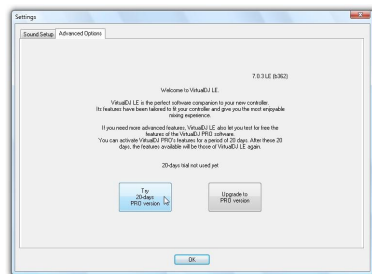 Settings
Sound Setup Advanced Options
7.0.3 LE (b362)
Welcome to VirtualDJ LE.
VirtualDJ LE is the perfect software companion to your new controller.
Its features have been tailored to fit your controller and give you the most enjoyable
mixing experience.
If you need more advanced features, VirtualDJ LE also let you test for free the
features of the VirtualDJ PRO software.
You can activate VirtualDJ PRO's features for a period of 20 days. After these 20
days, the features available will be those of VirtualDJ LE again.
20-days trial not used yet
Try
20-days
PRO version
Upgrade to
PRO version
OK